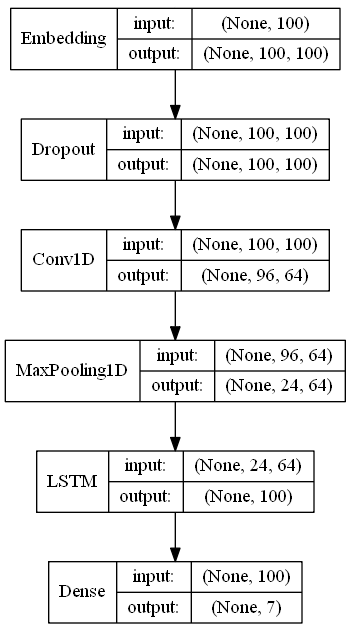 Embedding input: (None, 100)
output: (None, 100, 100)
Dropout input: (None, 100, 100)
output: (None, 100, 100)
Conv1D input: (None, 100, 100)
output: (None, 96, 64)
MaxPooling1D input: (None, 96, 64)
output: (None, 24, 64)
LSTM input: (None, 24, 64)
output: (None, 100)
Dense input: (None, 100)
output: (None, 7)